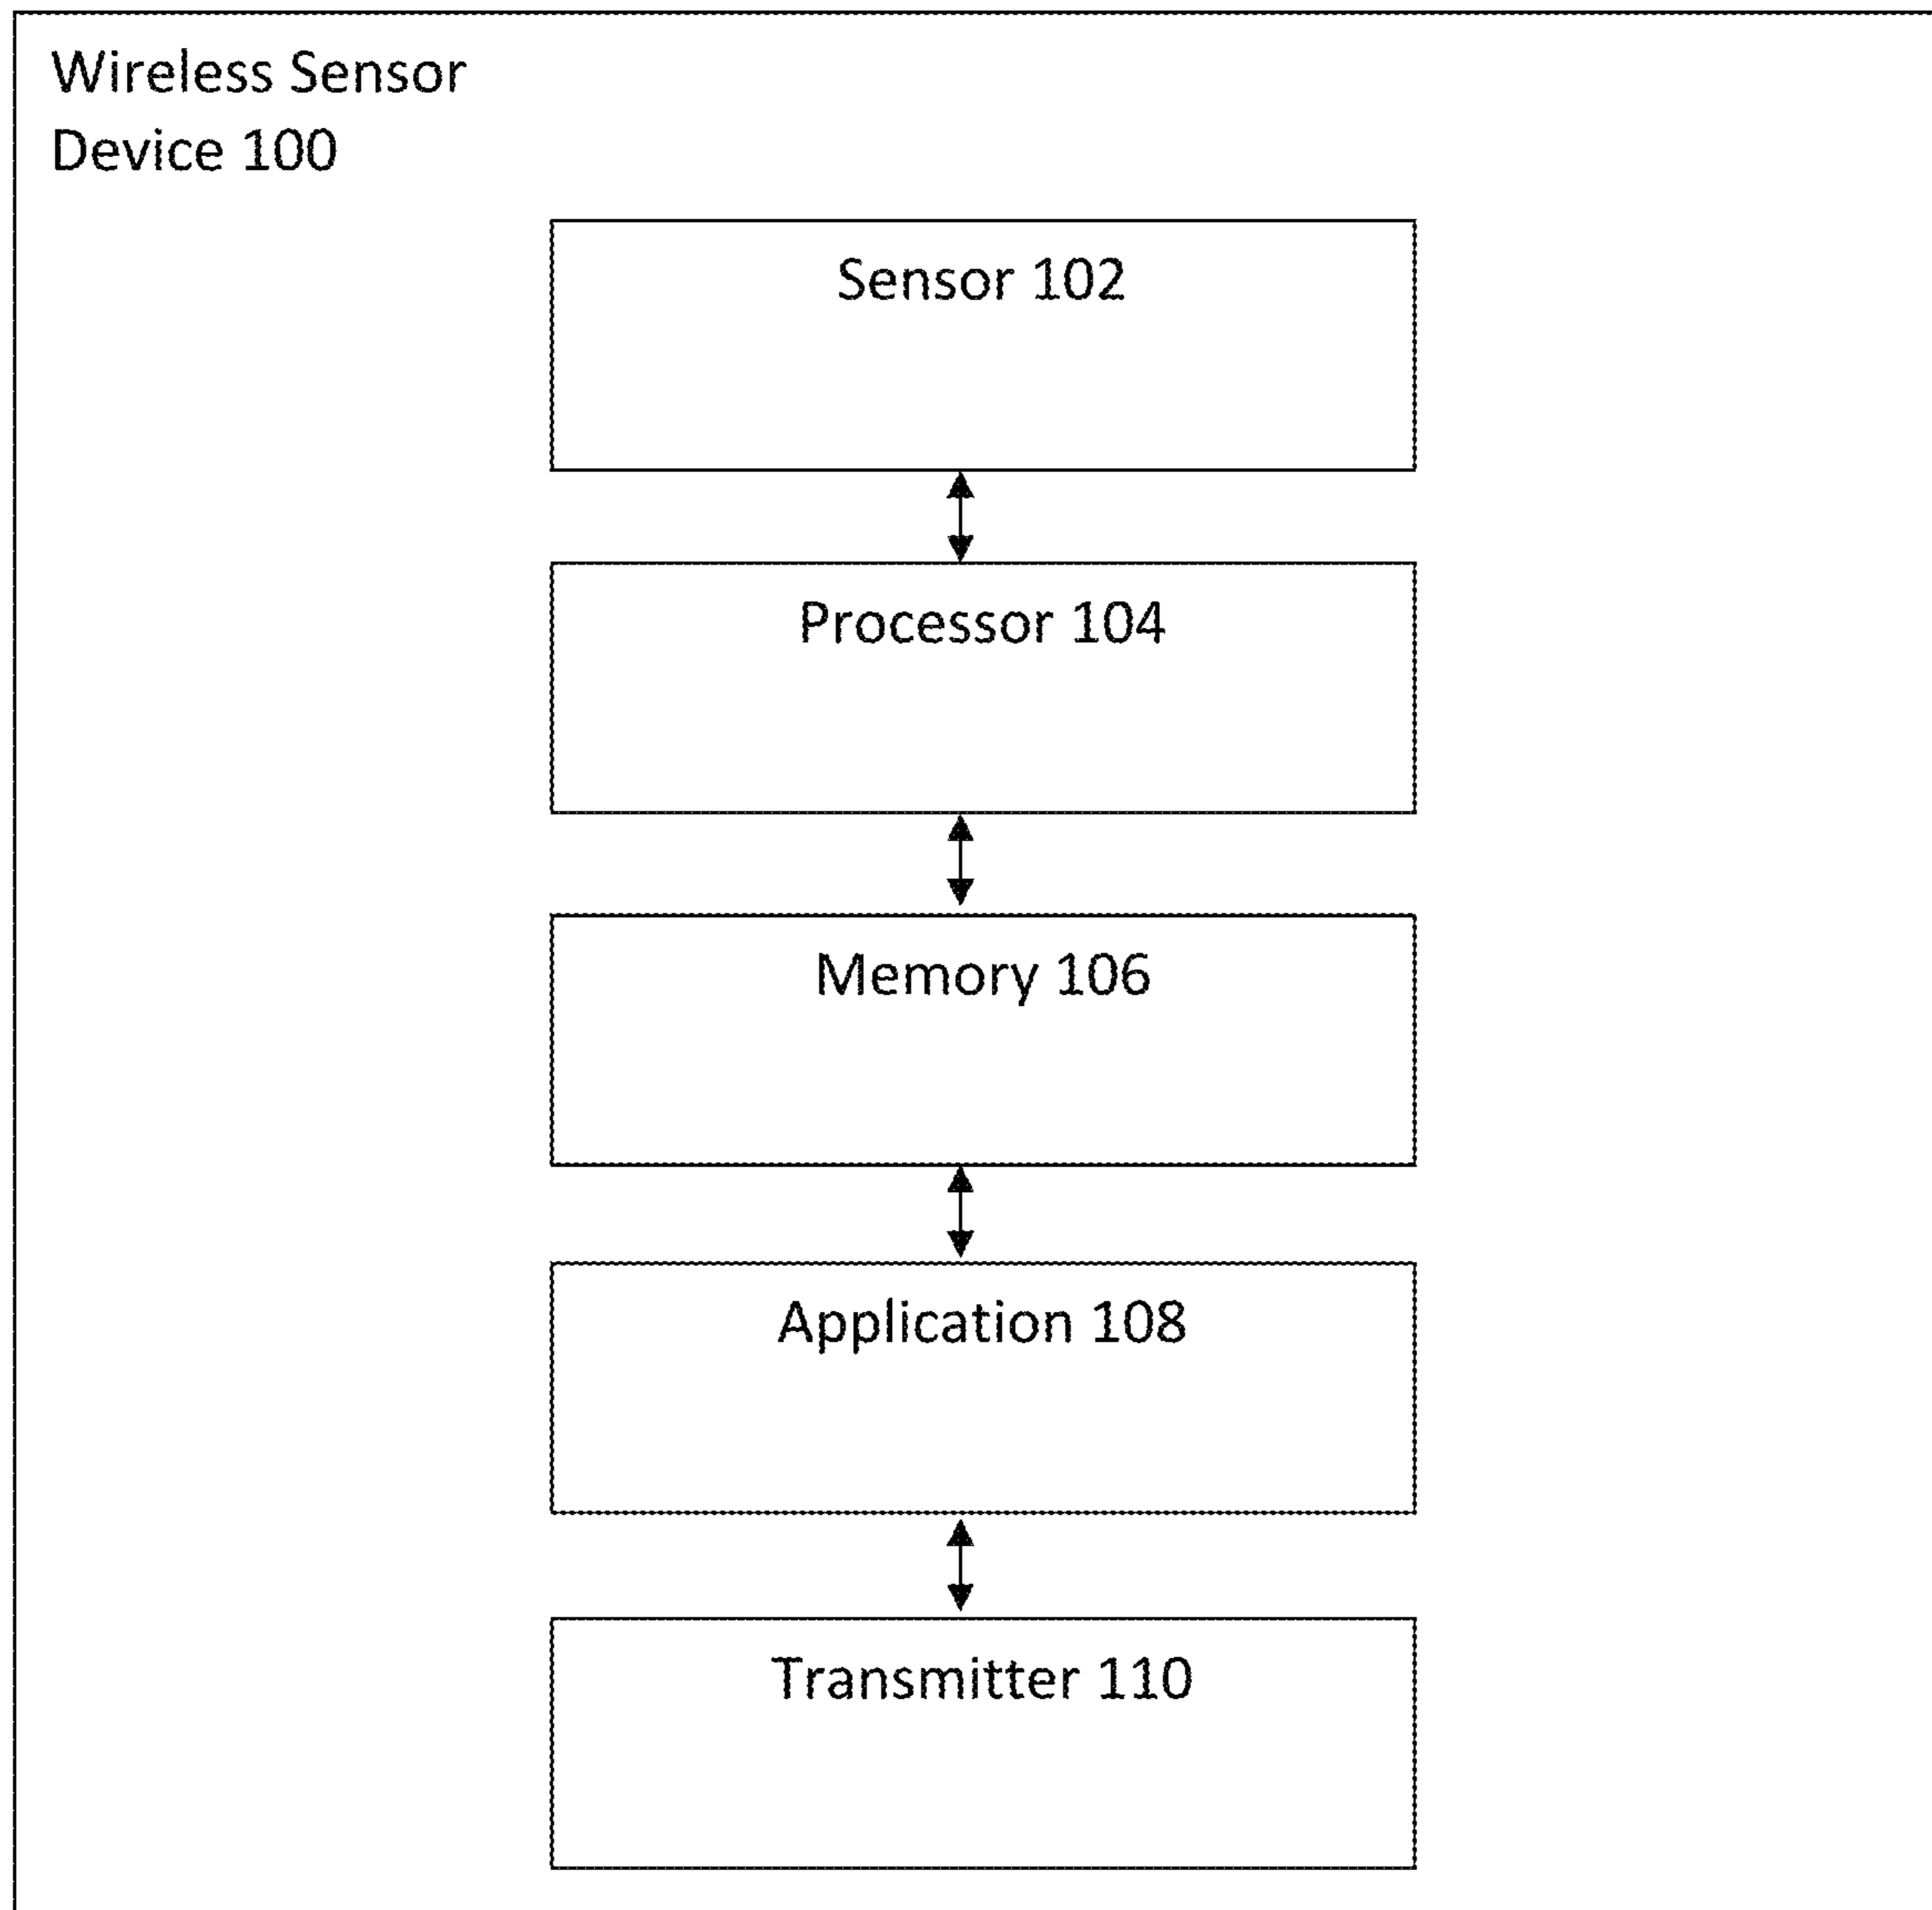 Wireless Sensor
Device 100
Sensor 102
Processor 104
Memory 106
Application 108
Transmitter 110